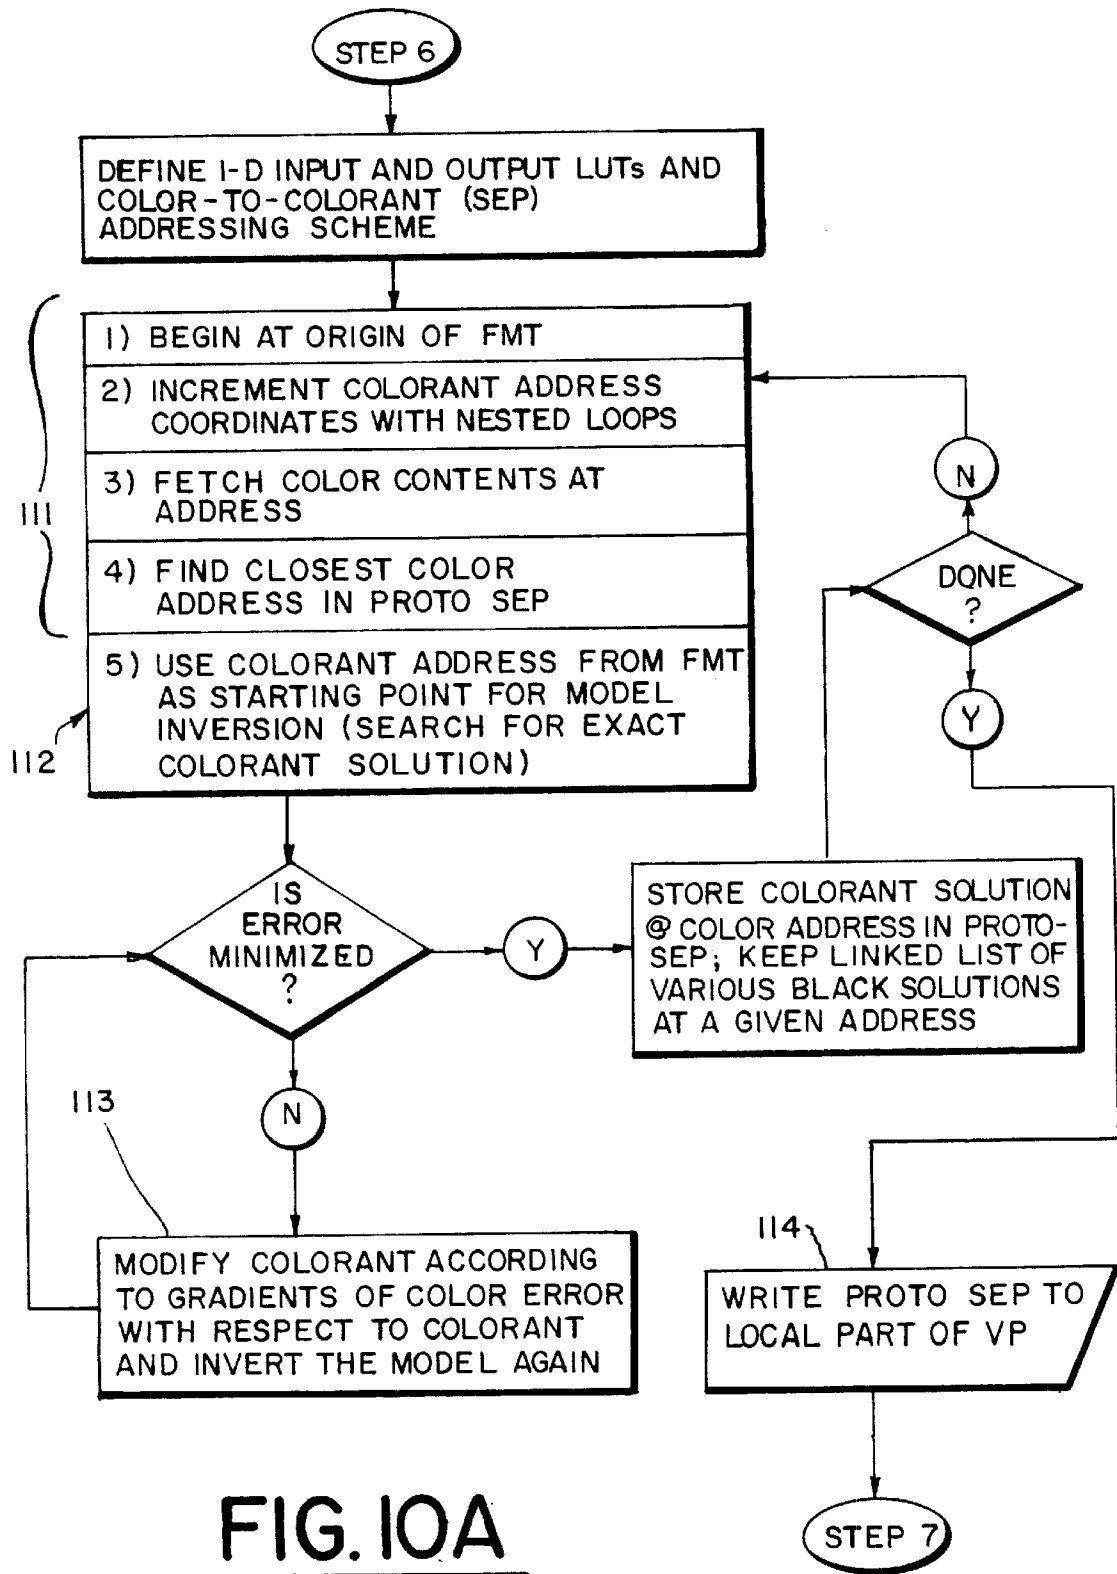 STEP 6
DEFINE 1-D INPUT AND OUTPUT LUTs AND
COLOR-TO-COLORANT (SEP)
ADDRESSING SCHEME
1) BEGIN AT ORIGIN OF FMT
2) INCREMENT COLORANT ADDRESS
COORDINATES WITH NESTED LOOPS
3) FETCH COLOR CONTENTS AT
ADDRESS
4) FIND CLOSEST COLOR
ADDRESS IN PROTO SEP
5) USE COLORANT ADDRESS FROM FMT
AS STARTING POINT FOR MODEL
INVERSION (SEARCH FOR EXACT
COLORANT SOLUTION)
111
112
N
DONE
?
Y
IS
ERROR
MINIMIZED
?
Y
STORE COLORANT SOLUTION
@ COLOR ADDRESS IN PROTO-
SEP; KEEP LINKED LIST OF
VARIOUS BLACK SOLUTIONS
AT A GIVEN ADDRESS
N
113
MODIFY COLORANT ACCORDING
TO GRADIENTS OF COLOR ERROR
WITH RESPECT TO COLORANT
AND INVERT THE MODEL AGAIN
114
WRITE PROTO SEP TO
LOCAL PART OF VP
STEP 7
FIG. 10A